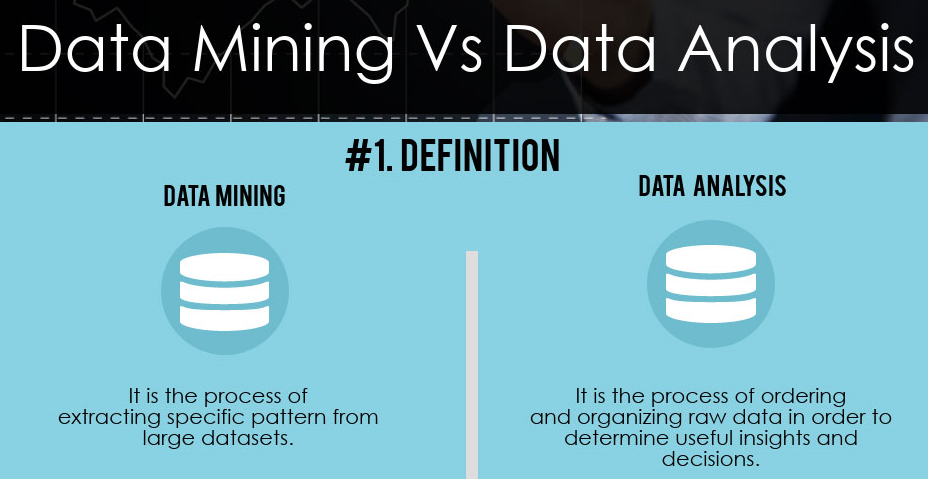 Data Mining Vs Data Analysis
#1. DEFINITION
DATA MINING
It is the process of
extracting specific pattern from
large datasets.
DATA ANALYSIS
It is the process of ordering
and organizing raw data in order to
determine useful insights and
decisions.